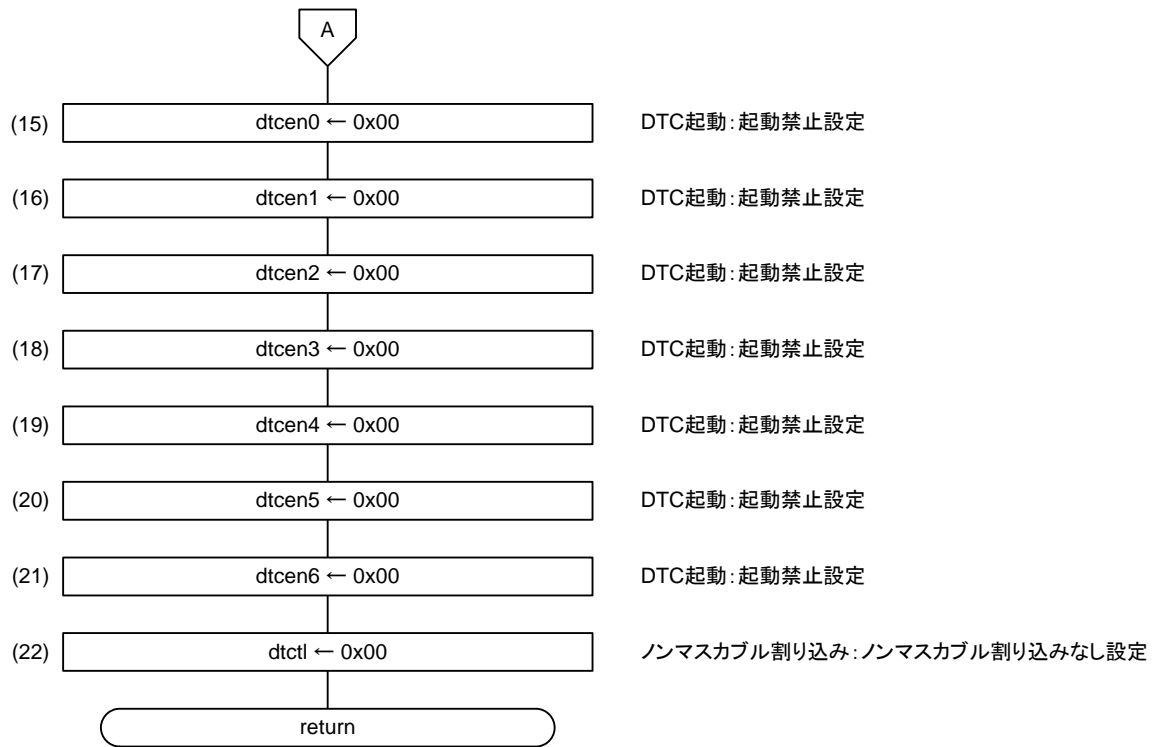 A
(15) dtcen0 ← 0x00 DTC起動：起動禁止設定
(16) dtcen1 ← 0x00 DTC起動：起動禁止設定
(17) dtcen2 ← 0x00 DTC起動：起動禁止設定
(18) dtcen3 ← 0x00 DTC起動：起動禁止設定
(19) dtcen4 ← 0x00 DTC起動：起動禁止設定
(20) dtcen5 ← 0x00 DTC起動：起動禁止設定
(21) dtcen6 ← 0x00 DTC起動：起動禁止設定
(22) dtctl ← 0x00 ノンマスカブル割り込み：ノンマスカブル割り込みなし設定
return